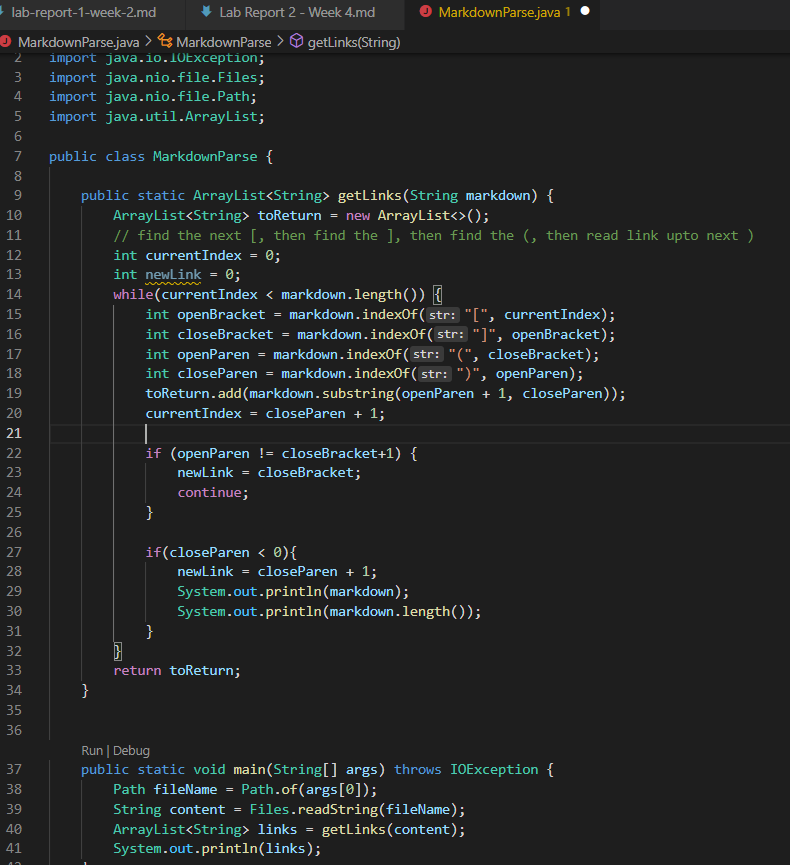 lab-report-1-week-2.md Lab Report 2 - Week 4.md MarkdownParse.java 1
MarkdownParse.java > MarkdownParse > getLinks(String)
2 import java.io.IOException;
3 import java.nio.file.Files;
4 import java.nio.file.Path;
5 import java.util.ArrayList;
6
7 public class MarkdownParse {
8
9 public static ArrayList<String> getLinks(String markdown) {
10 ArrayList<String> toReturn = new ArrayList<>();
11 // find the next [, then find the ], then find the (, then read link upto next )
12 int currentIndex = 0;
13 int newLink = 0;
14 while(currentIndex < markdown.length()) {
15 int openBracket = markdown.indexOf(str: "[", currentIndex);
16 int closeBracket = markdown.indexOf(str: "]", openBracket);
17 int openParen = markdown.indexOf(str: "(", closeBracket);
18 int closeParen = markdown.indexOf(str: ")", openParen);
19 toReturn.add(markdown.substring(openParen + 1, closeParen));
20 currentIndex = closeParen + 1;
21
22 if (openParen != closeBracket+1) {
23 newLink = closeBracket;
24 continue;
25 }
26
27 if(closeParen < 0){
28 newLink = closeParen + 1;
29 System.out.println(markdown);
30 System.out.println(markdown.length());
31 }
32 }
33 return toReturn;
34 }
35
36
Run | Debug
37 public static void main(String[] args) throws IOException {
38 Path fileName = Path.of(args[0]);
39 String content = Files.readString(fileName);
40 ArrayList<String> links = getLinks(content);
41 System.out.println(links);